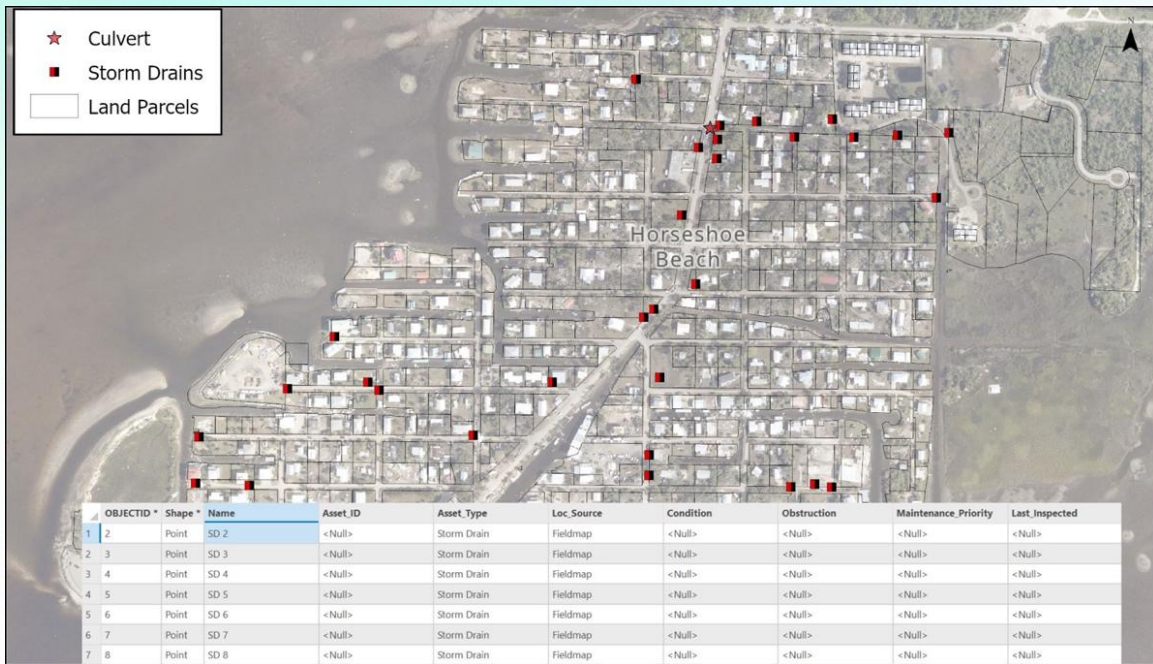 Culvert
Storm Drains
Land Parcels
N
Horseshoe
Beach
OBJECTID * Shape * Name Asset_ID Asset_Type Loc_Source Condition Obstruction Maintenance_Priority Last_Inspected
1 2 Point SD 2 <Null> Storm Drain Fieldmap <Null> <Null> <Null> <Null>
2 3 Point SD 3 <Null> Storm Drain Fieldmap <Null> <Null> <Null> <Null>
3 4 Point SD 4 <Null> Storm Drain Fieldmap <Null> <Null> <Null> <Null>
4 5 Point SD 5 <Null> Storm Drain Fieldmap <Null> <Null> <Null> <Null>
5 6 Point SD 6 <Null> Storm Drain Fieldmap <Null> <Null> <Null> <Null>
6 7 Point SD 7 <Null> Storm Drain Fieldmap <Null> <Null> <Null> <Null>
7 8 Point SD 8 <Null> Storm Drain Fieldmap <Null> <Null> <Null> <Null>